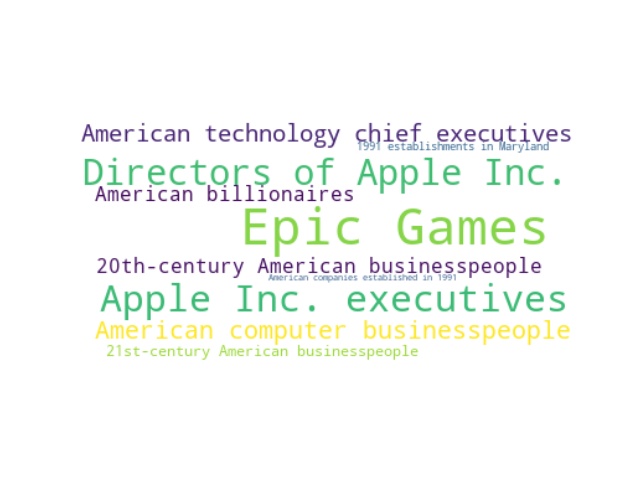 American technology chief executives
1991 establishments in Maryland
Directors of Apple Inc.
American billionaires
Epic Games
20th-century American businesspeople
American companies established in 1991
Apple Inc. executives
American computer businesspeople
21st-century American businesspeople